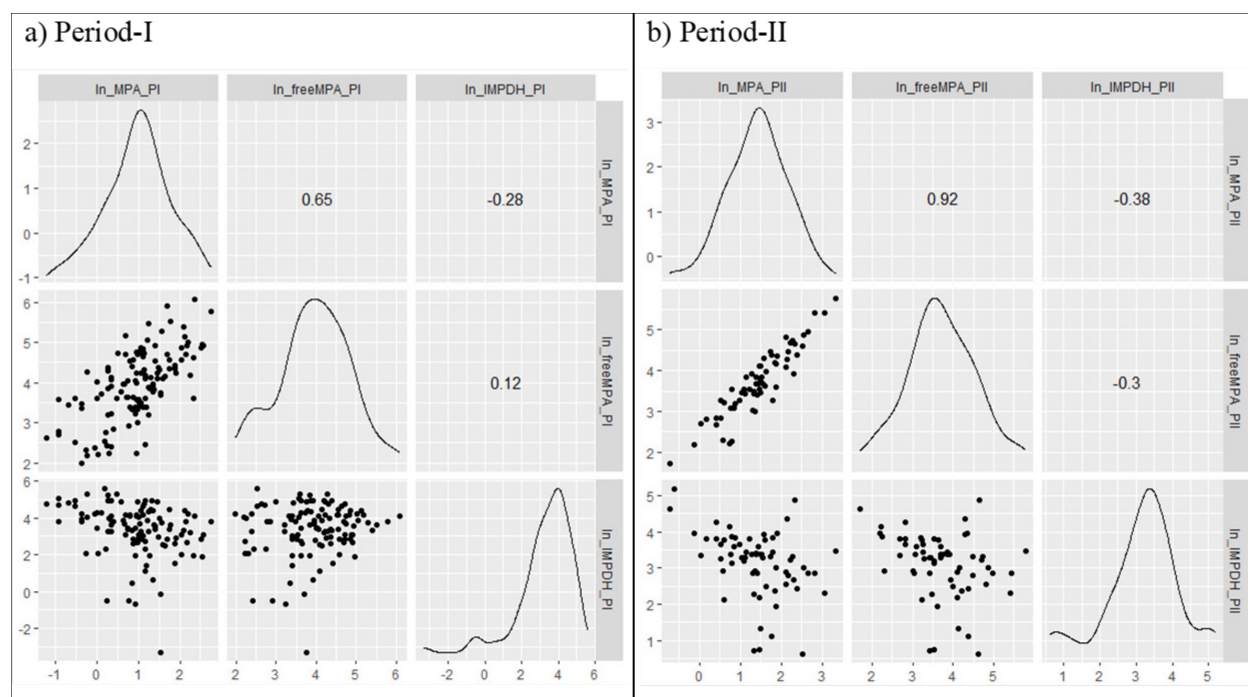 a) Period-I
ln_MPA_PI ln_freeMPA_PI ln_IMPDH_PI
2
1
0
-1
ln_MPA_PI
0.65 -0.28
6
5
4
3
2
ln_freeMPA_PI
0.12
6
4
2
0
-2
ln_IMPDH_PI
-1 0 1 2 2 3 4 5 6 -2 0 2 4 6
b) Period-II
ln_MPA_PII ln_freeMPA_PII ln_IMPDH_PII
3
2
1
0
ln_MPA_PII
0.92 -0.38
5
4
3
2
ln_freeMPA_PII
-0.3
5
4
3
2
1
ln_IMPDH_PII
0 1 2 3 2 3 4 5 1 2 3 4 5